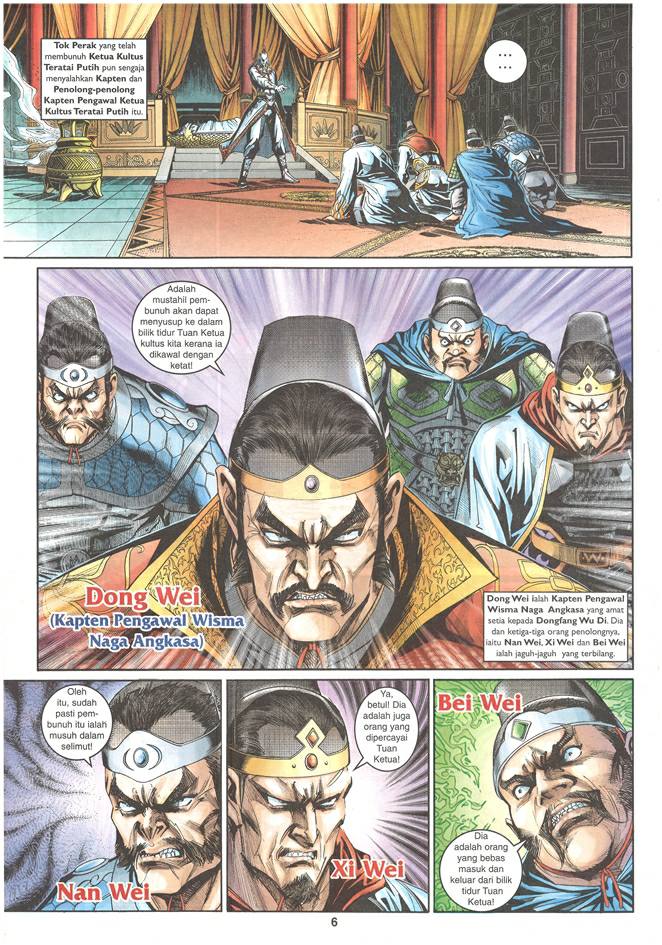 Tok Perak yang telah
membunuh Ketua Kultus
Teratai Putih pun sengaja
menyalahkan Kapten dan
Penolong-penolong
Kapten Pengawal Ketua
Kultus Teratai Putih itu.
...
...
Adalah
mustahil pem-
bunuh akan dapat
menyusup ke dalam
bilik tidur Tuan Ketua
kultus kita kerana ia
dikawal dengan
ketat!
Dong Wei
(Kapten Pengawal Wisma
Naga Angkasa)
Dong Wei ialah Kapten Pengawal
Wisma Naga Angkasa yang amat
setia kepada Dongfang Wu Di. Dia
dan ketiga-tiga orang penolongnya,
iaitu Nan Wei, Xi Wei dan Bei Wei
ialah jaguh-jaguh yang terbilang.
Oleh
itu, sudah
pasti pem-
bunuh itu ialah
musuh dalam
selimut!
Nan Wei
Ya,
betul! Dia
adalah juga
orang yang
dipercayai
Tuan
Ketua!
Xi Wei
Bei Wei
Dia
adalah orang
yang bebas
masuk dan
keluar dari bilik
tidur Tuan
Ketua!
6